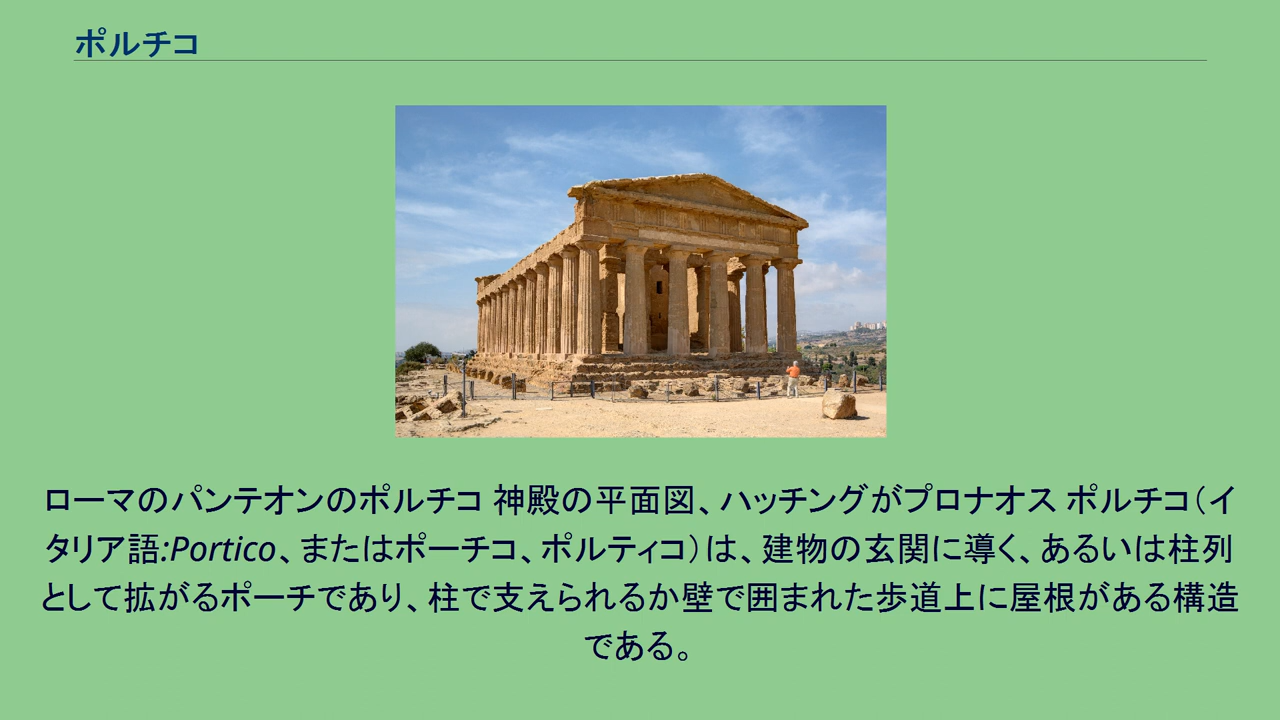 ポルチコ
ローマのパンテオンのポルチコ 神殿の平面図、ハッチングがプロナオス ポルチコ（イ
タリア語:Portico、またはポーチコ、ポルティコ）は、建物の玄関に導く、あるいは柱列
として拡がるポーチであり、柱で支えられるか壁で囲まれた歩道上に屋根がある構造
である。